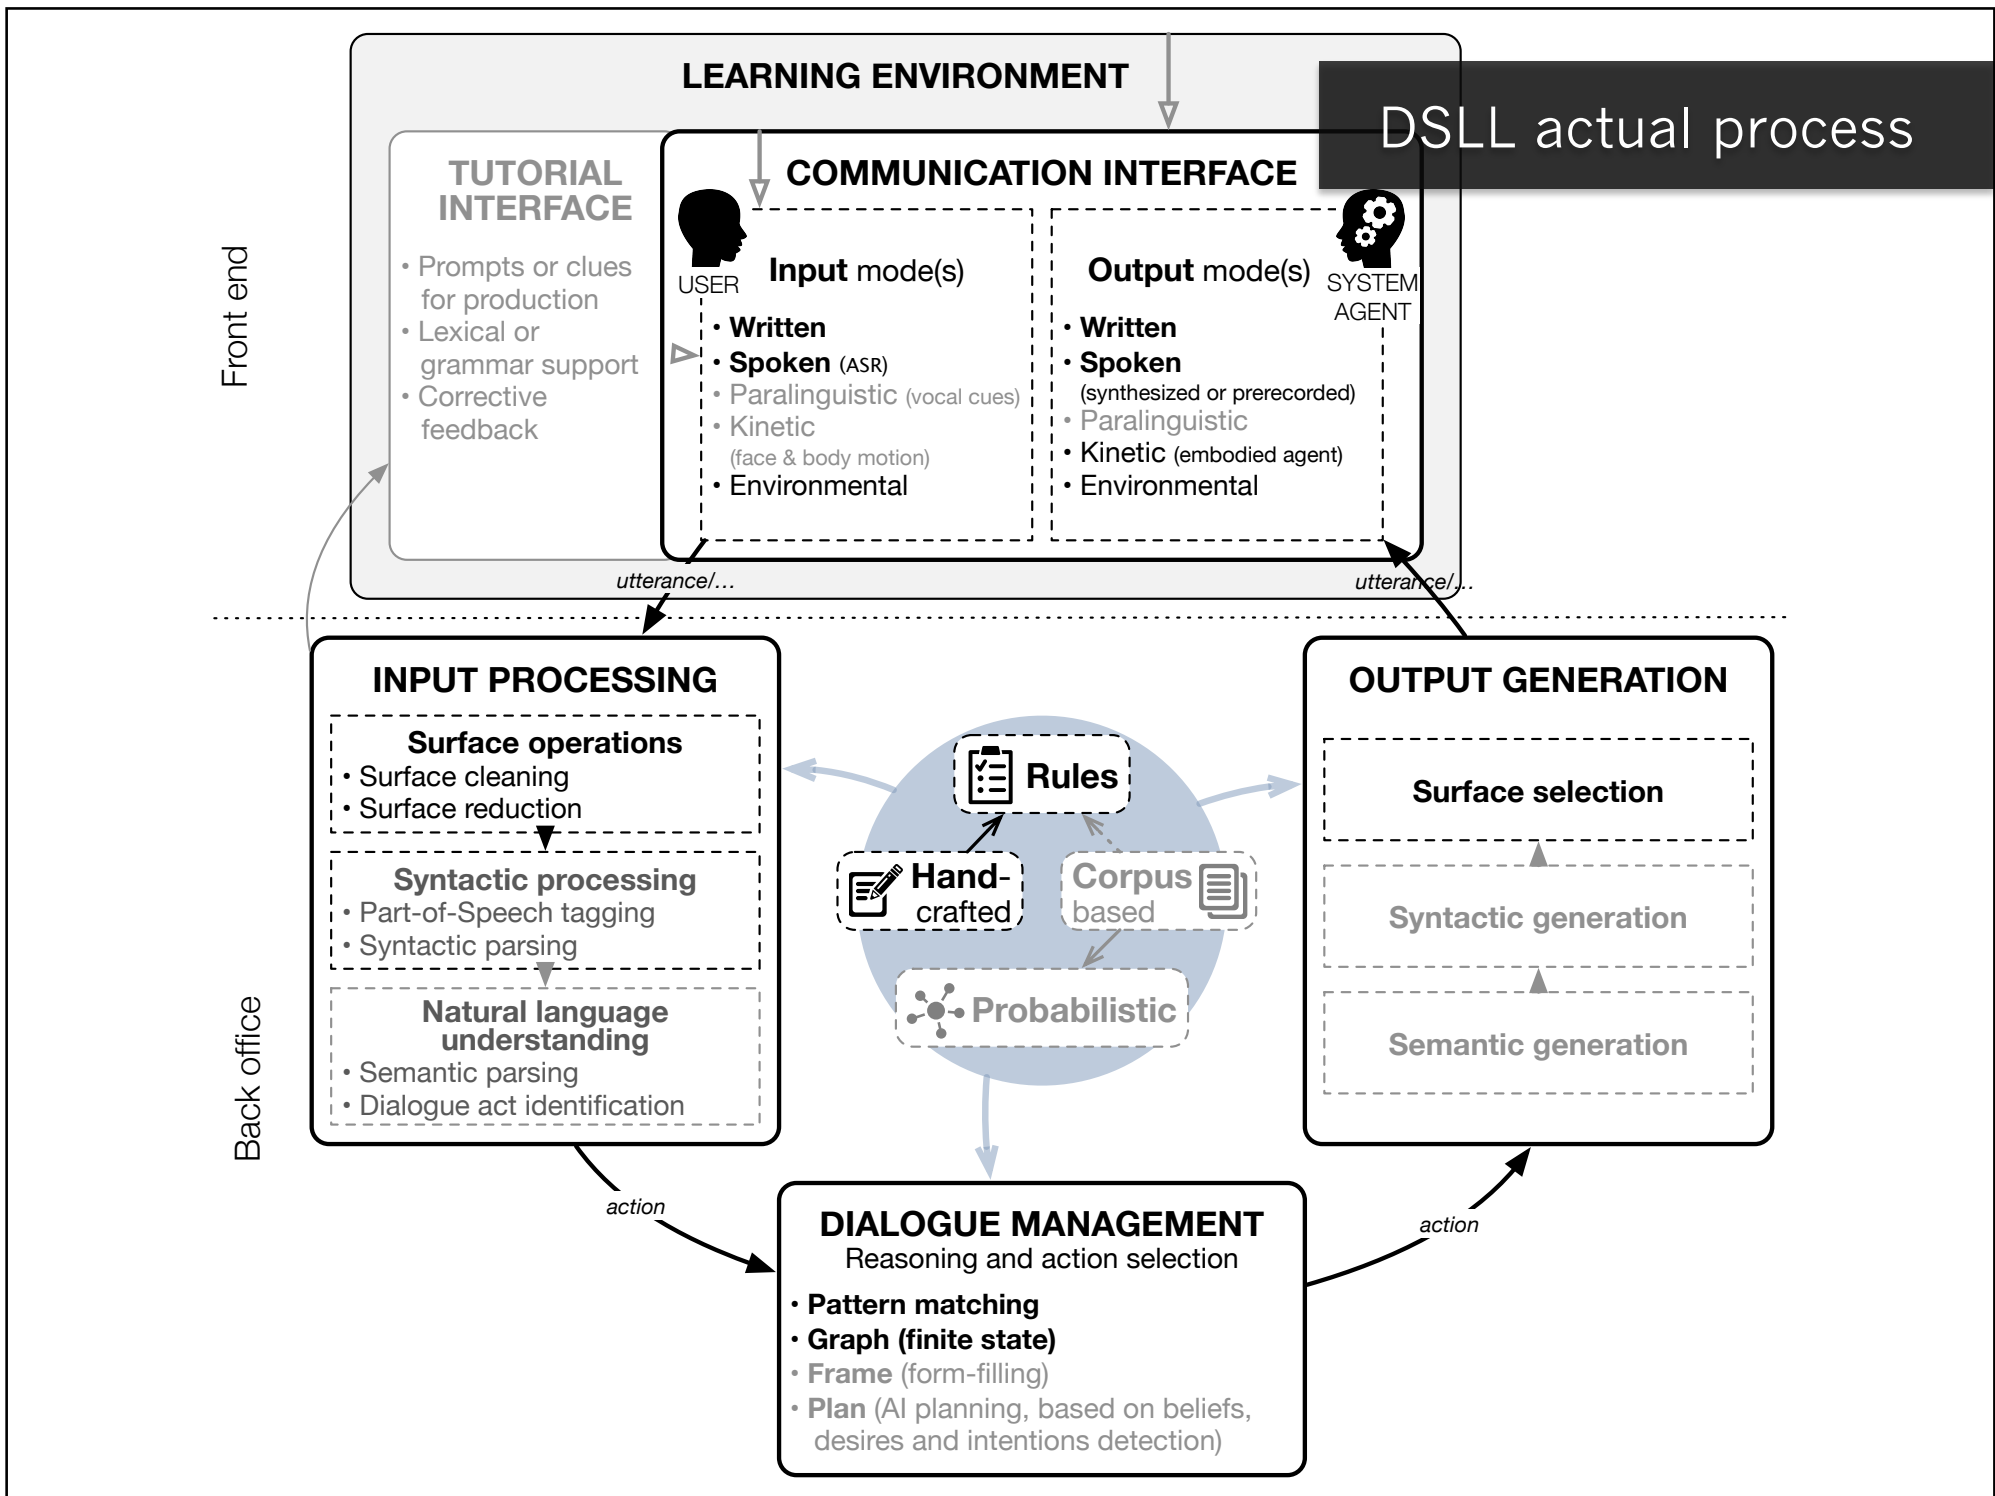 LEARNING ENVIRONMENT
DSLL actual process
TUTORIAL
INTERFACE
• Prompts or clues
for production
• Lexical or
grammar support
• Corrective
feedback
COMMUNICATION INTERFACE
USER
Input mode(s)
• Written
• Spoken (ASR)
• Paralinguistic (vocal cues)
• Kinetic
(face & body motion)
• Environmental
Output mode(s)
SYSTEM
AGENT
• Written
• Spoken
(synthesized or prerecorded)
• Paralinguistic
• Kinetic (embodied agent)
• Environmental
Front end
utterance/…
utterance/…
Back office
INPUT PROCESSING
Surface operations
• Surface cleaning
• Surface reduction
Syntactic processing
• Part-of-Speech tagging
• Syntactic parsing
Natural language
understanding
• Semantic parsing
• Dialogue act identification
Rules
Hand-
crafted
Corpus
based
Probabilistic
OUTPUT GENERATION
Surface selection
Syntactic generation
Semantic generation
action
action
DIALOGUE MANAGEMENT
Reasoning and action selection
• Pattern matching
• Graph (finite state)
• Frame (form-filling)
• Plan (AI planning, based on beliefs,
desires and intentions detection)